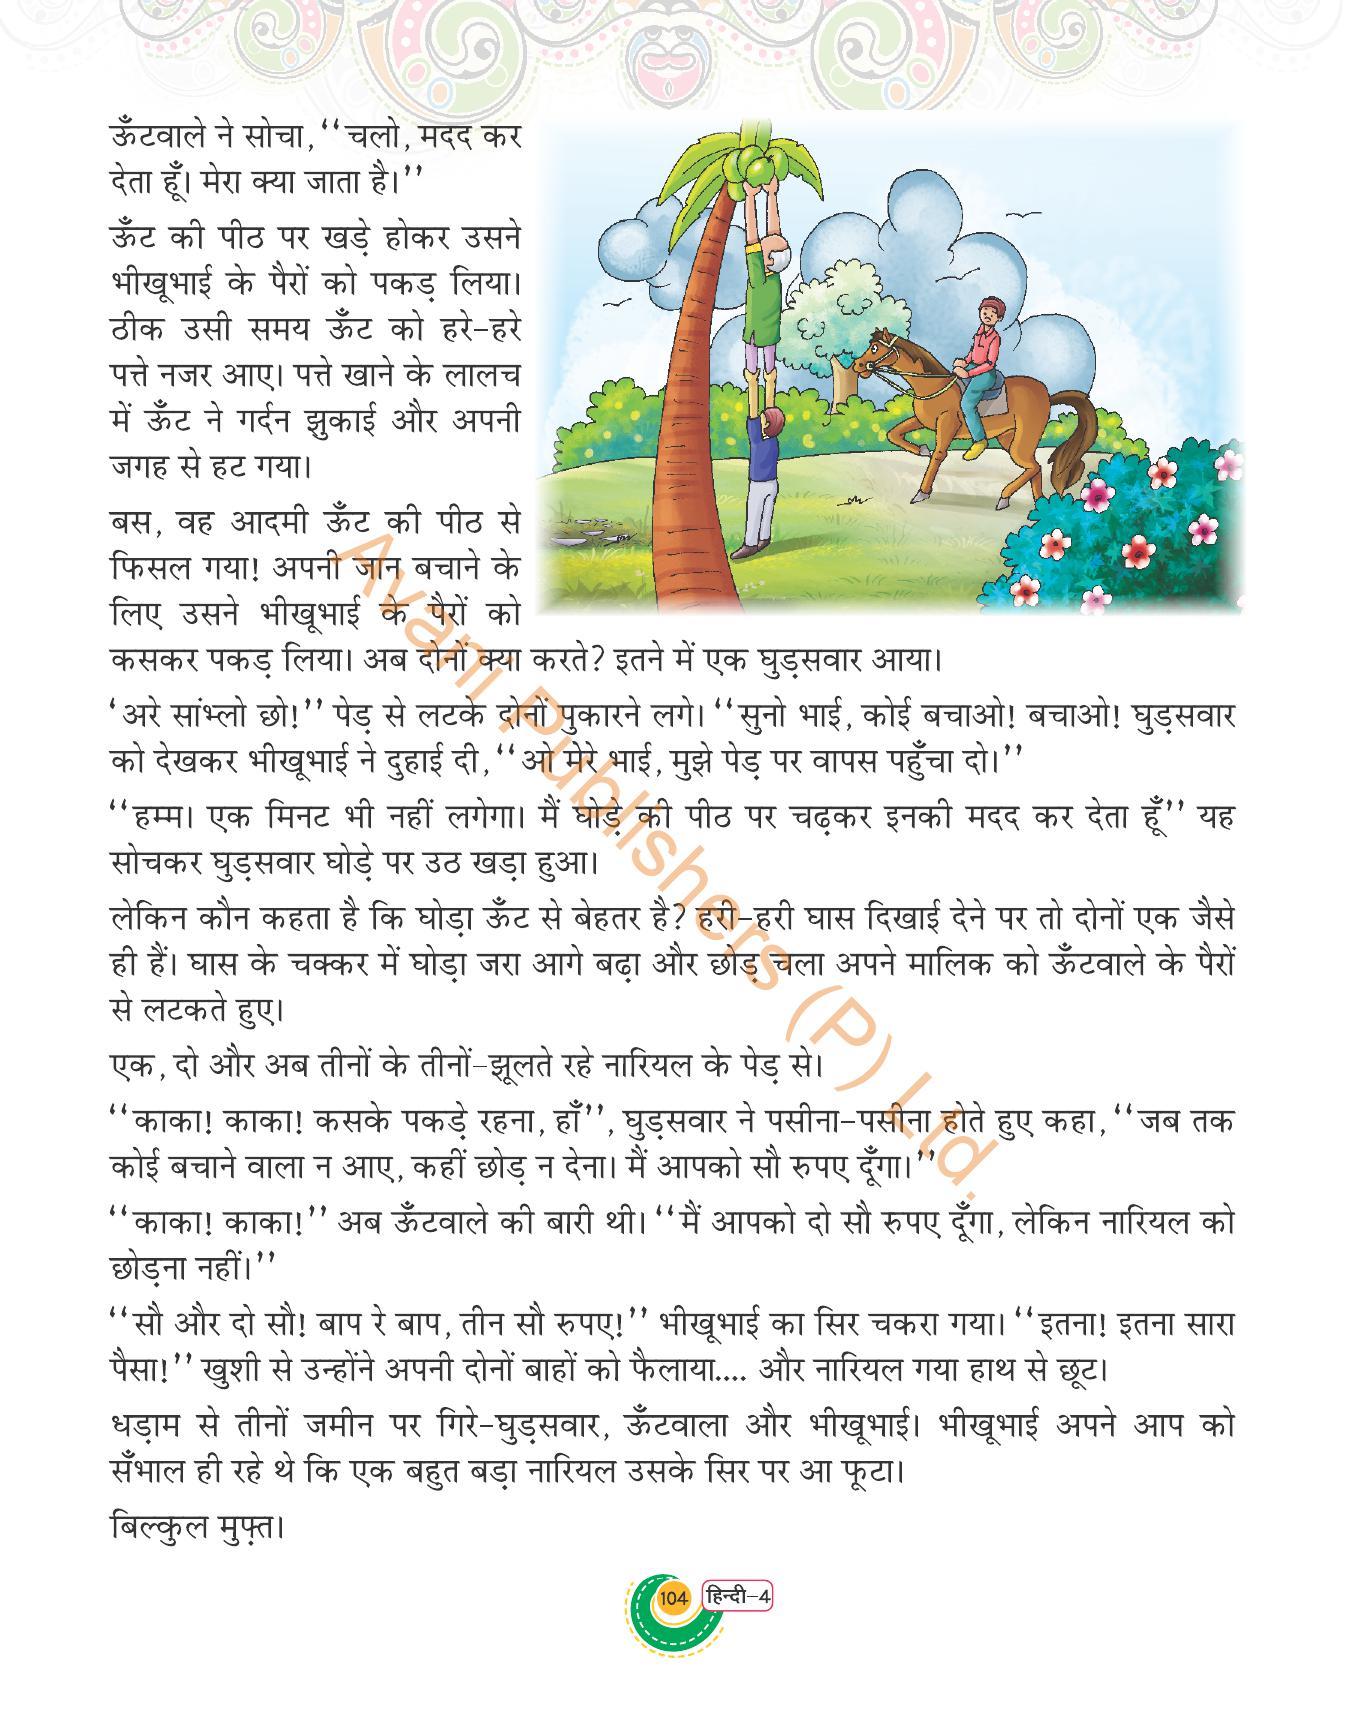 ऊँटवाले ने सोचा, ‘‘चलो, मदद कर
देता हूँ। मेरा क्या जाता है।’’
ऊँट की पीठ पर खड़े होकर उसने
भीखूभाई के पैरों को पकड़ लिया।
ठीक उसी समय ऊँट को हरे-हरे
पत्ते नजर आए। पत्ते खाने के लालच
में ऊँट ने गर्दन झुकाई और अपनी
जगह से हट गया।
बस, वह आदमी ऊँट की पीठ से
फिसल गया! अपनी जान बचाने के
लिए उसने भीखूभाई के पैरों को
कसकर पकड़ लिया। अब दोनों क्या करते? इतने में एक घुड़सवार आया।
‘अरे सांभ्लो छो!’’ पेड़ से लटके दोनों पुकारने लगे। ‘‘सुनो भाई, कोई बचाओ! बचाओ! घुड़सवार
को देखकर भीखूभाई ने दुहाई दी, ‘‘ओ मेरे भाई, मुझे पेड़ पर वापस पहुँचा दो।’’
‘‘हम्म। एक मिनट भी नहीं लगेगा। मैं घोड़े की पीठ पर चढ़कर इनकी मदद कर देता हूँ’’ यह
सोचकर घुड़सवार घोड़े पर उठ खड़ा हुआ।
लेकिन कौन कहता है कि घोड़ा ऊँट से बेहतर है? हरी-हरी घास दिखाई देने पर तो दोनों एक जैसे
ही हैं। घास के चक्कर में घोड़ा जरा आगे बढ़ा और छोड़ चला अपने मालिक को ऊँटवाले के पैरों
से लटकते हुए।
एक, दो और अब तीनों के तीनों-झूलते रहे नारियल के पेड़ से।
‘‘काका! काका! कसके पकड़े रहना, हाँ’’, घुड़सवार ने पसीना-पसीना होते हुए कहा, ‘‘जब तक
कोई बचाने वाला न आए, कहीं छोड़ न देना। मैं आपको सौ रुपए दूँगा।’’
‘‘काका! काका!’’ अब ऊँटवाले की बारी थी। ‘‘मैं आपको दो सौ रुपए दूँगा, लेकिन नारियल को
छोड़ना नहीं।’’
‘‘सौ और दो सौ! बाप रे बाप, तीन सौ रुपए!’’ भीखूभाई का सिर चकरा गया। ‘‘इतना! इतना सारा
पैसा!’’ खुशी से उन्होंने अपनी दोनों बाहों को फैलाया.... और नारियल गया हाथ से छूट।
धड़ाम से तीनों जमीन पर गिरे-घुड़सवार, ऊँटवाला और भीखूभाई। भीखूभाई अपने आप को
सँभाल ही रहे थे कि एक बहुत बड़ा नारियल उसके सिर पर आ फूटा।
बिल्कुल मुफ़्त।
Avani Publishers (P) Ltd.
104 हिन्दी-4